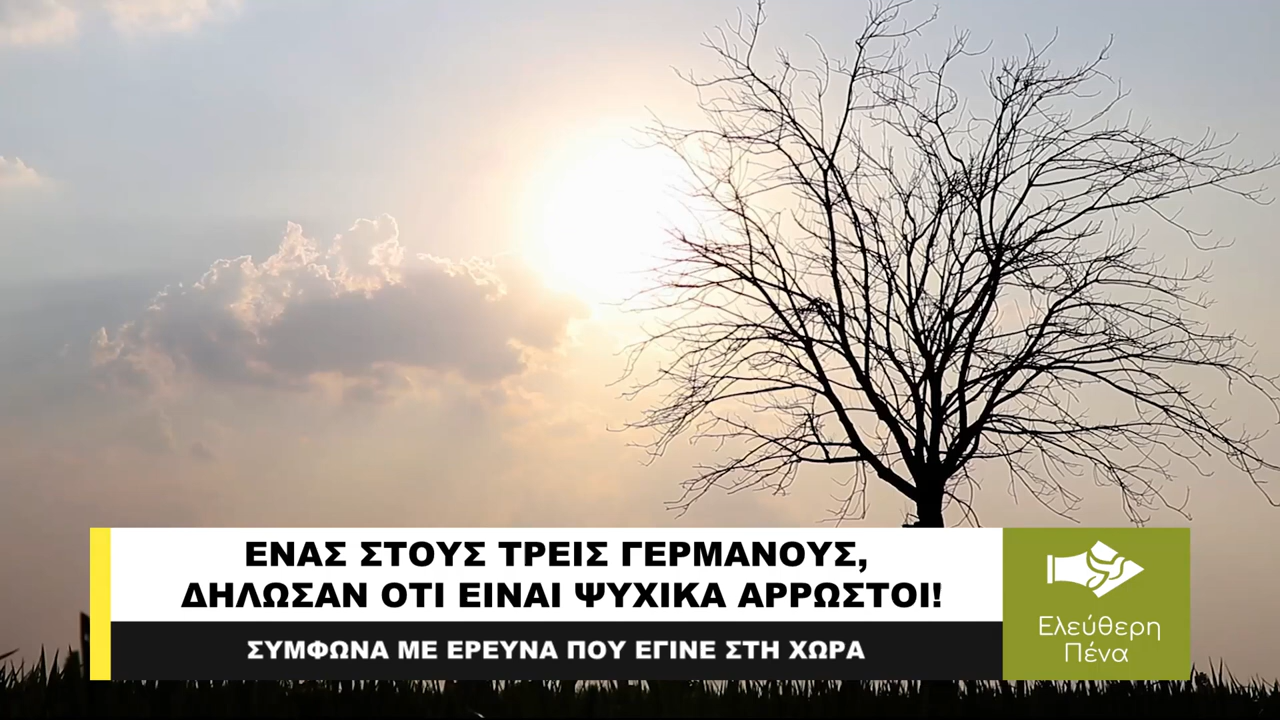 ΕΝΑΣ ΣΤΟΥΣ ΤΡΕΙΣ ΓΕΡΜΑΝΟΥΣ,
ΔΗΛΩΣΑΝ ΟΤΙ ΕΙΝΑΙ ΨΥΧΙΚΑ ΑΡΡΩΣΤΟΙ!
ΣΥΜΦΩΝΑ ΜΕ ΕΡΕΥΝΑ ΠΟΥ ΕΓΙΝΕ ΣΤΗ ΧΩΡΑ
Ελεύθερη
Πένα